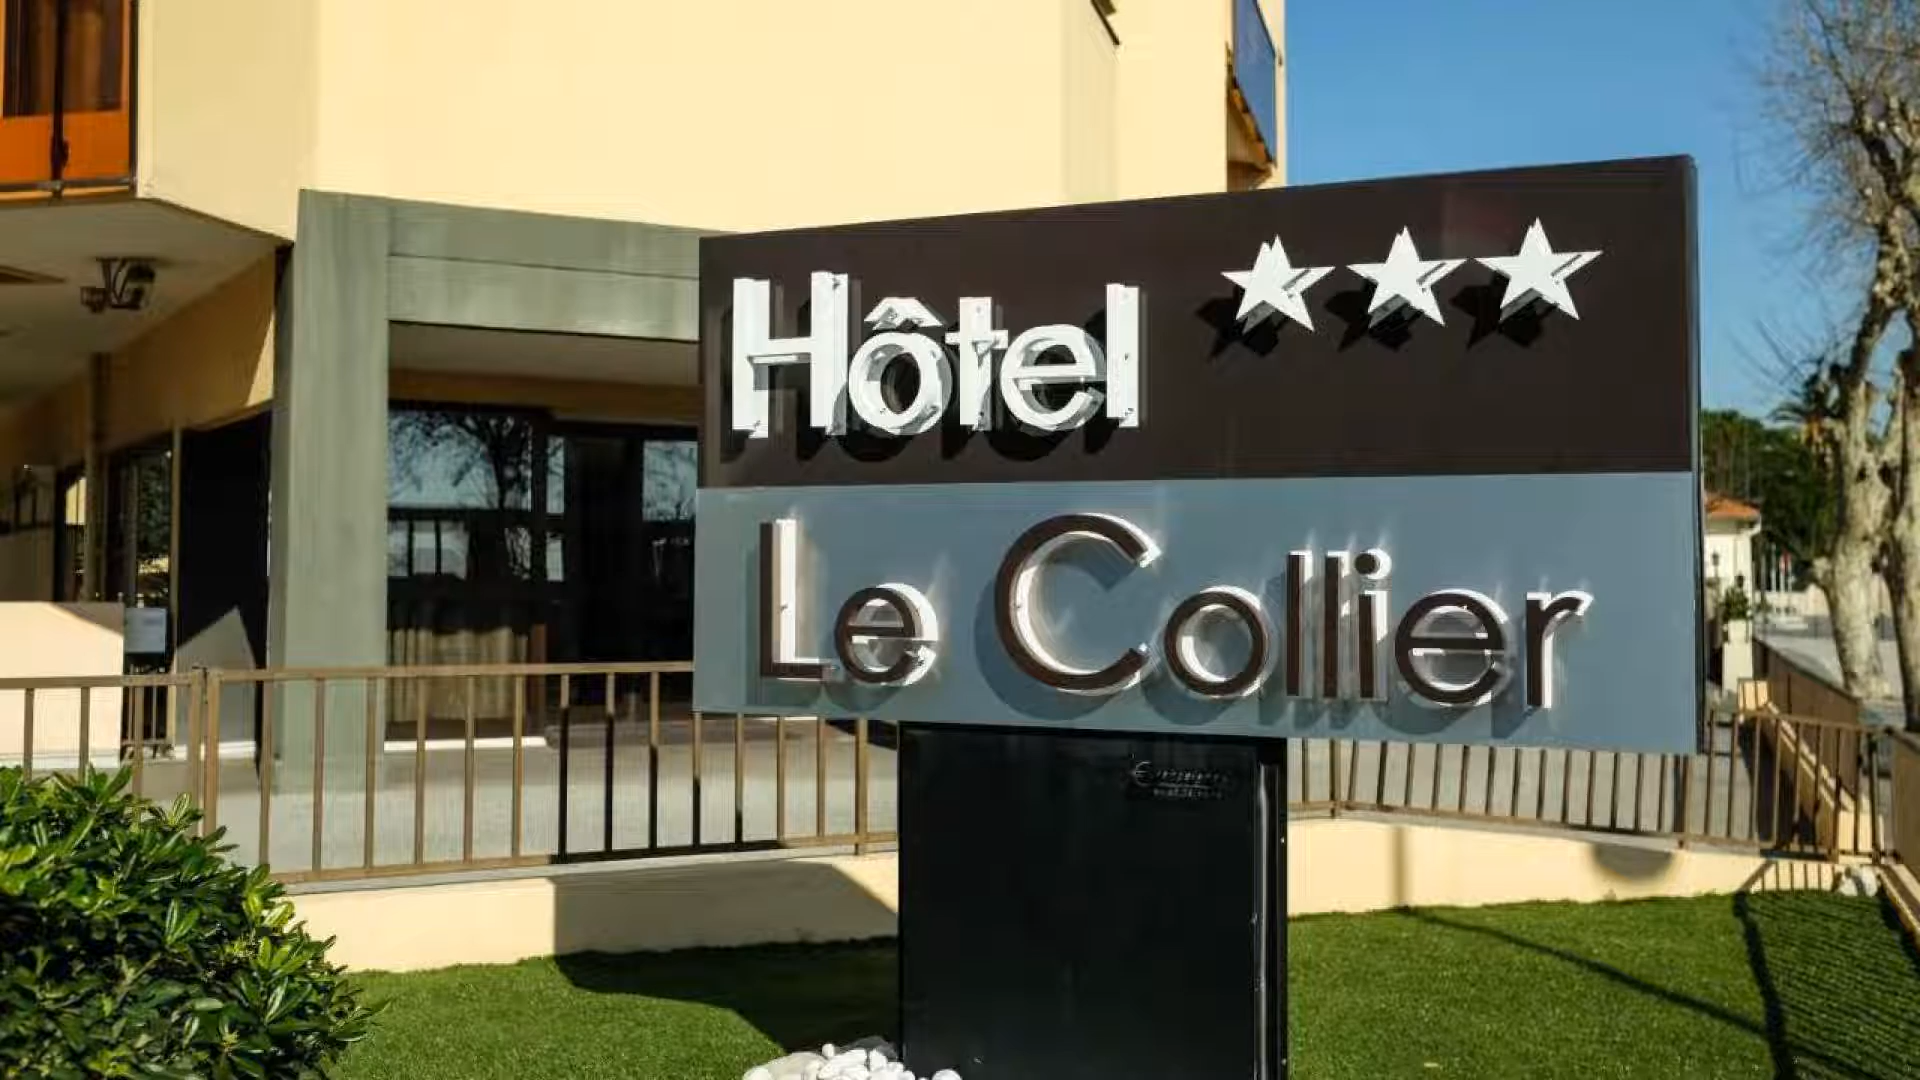 Hôtel ★★★
Le Collier